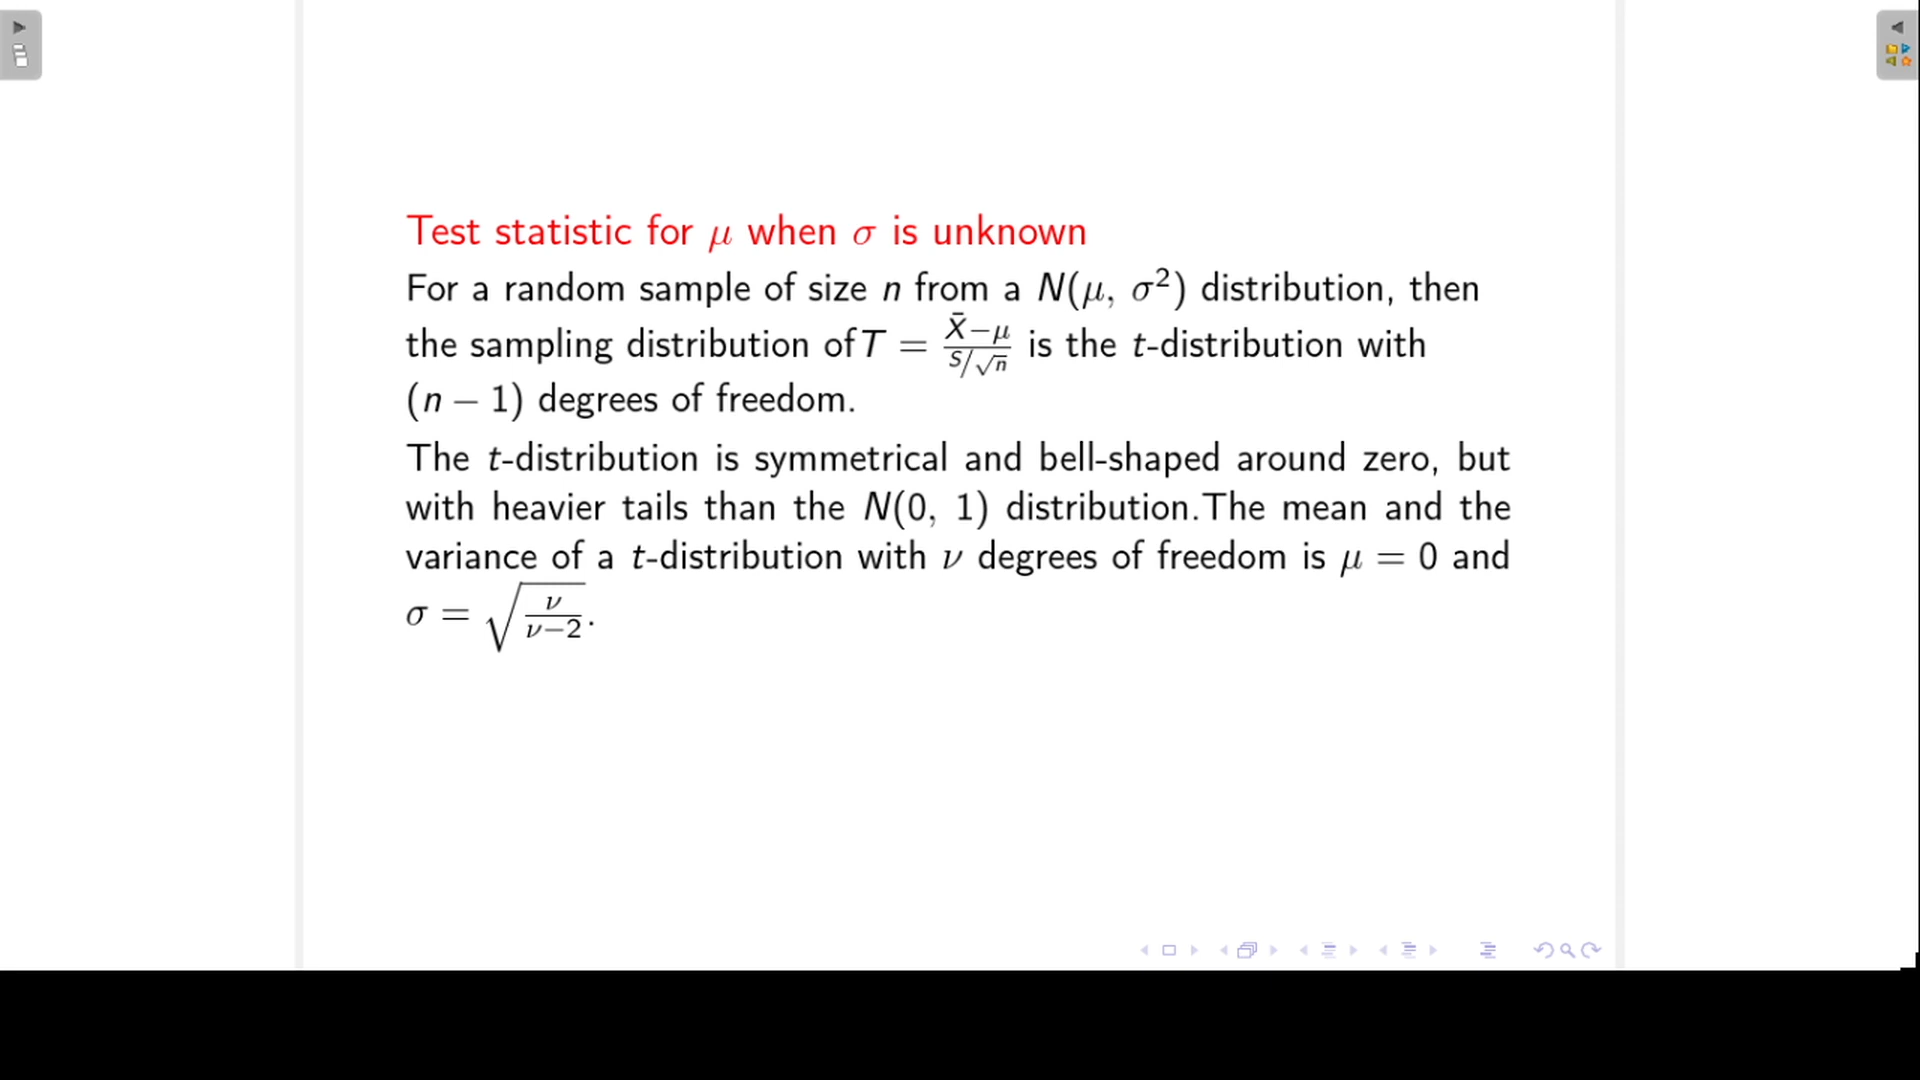 Test statistic for μ when σ is unknown
For a random sample of size n from a N(μ, σ²) distribution, then
the sampling distribution of T = (X̄−μ)/(S/√n) is the t-distribution with
(n − 1) degrees of freedom.
The t-distribution is symmetrical and bell-shaped around zero, but
with heavier tails than the N(0, 1) distribution.The mean and the
variance of a t-distribution with ν degrees of freedom is μ = 0 and
σ = √(ν/(ν−2)).